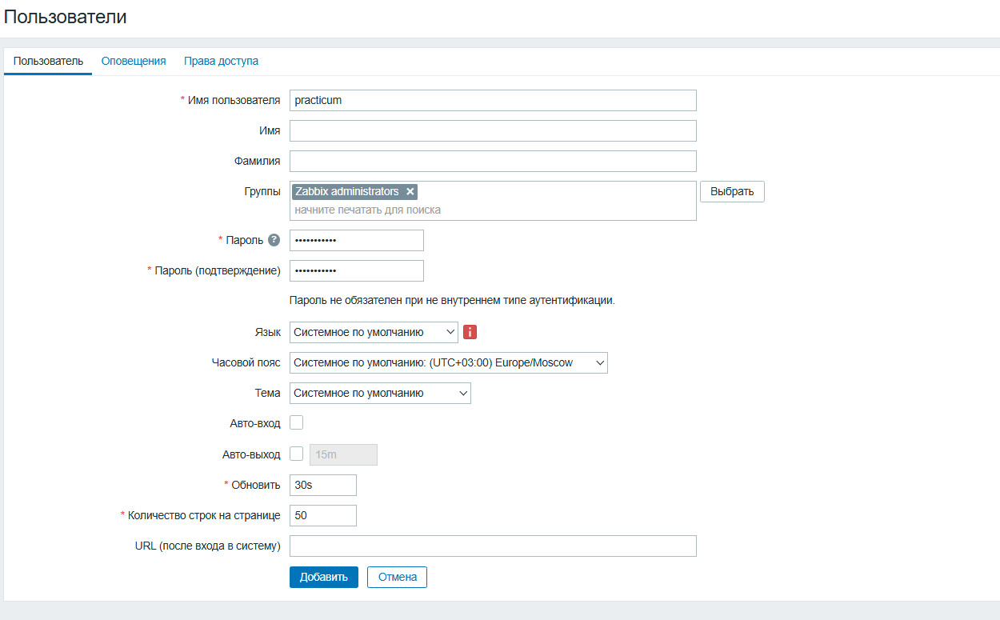 Пользователи
Пользователь Оповещения Права доступа
* Имя пользователя practicum
Имя
Фамилия
Группы Zabbix administrators × Выбрать
начните печатать для поиска
* Пароль ? •••••••••••
* Пароль (подтверждение) •••••••••••
Пароль не обязателен при не внутреннем типе аутентификации.
Язык Системное по умолчанию i
Часовой пояс Системное по умолчанию: (UTC+03:00) Europe/Moscow
Тема Системное по умолчанию
Авто-вход
Авто-выход 15m
* Обновить 30s
* Количество строк на странице 50
URL (после входа в систему)
Добавить Отмена